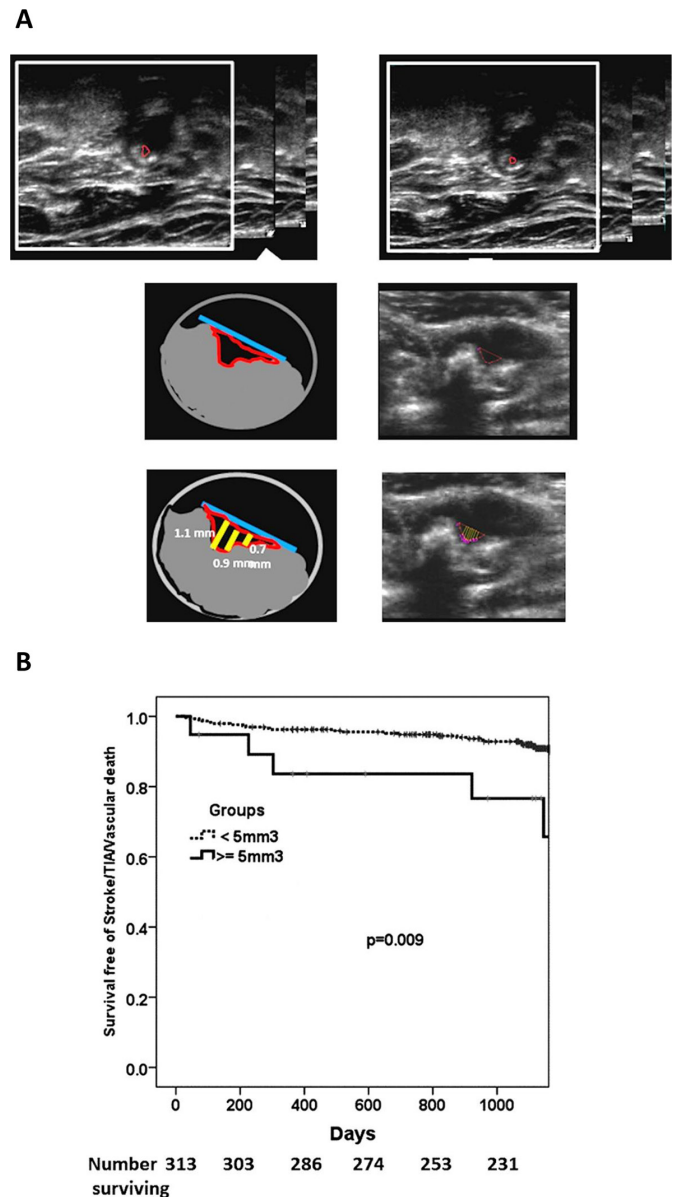 A
1.1 mm
0.7
0.9 mm
mm
B
Survival free of Stroke/TIA/Vascular death
1.0
0.8
0.6
0.4
0.2
0.0
Groups
< 5mm3
>= 5mm3
p=0.009
0 200 400 600 800 1000
Days
Number 313 303 286 274 253 231
surviving